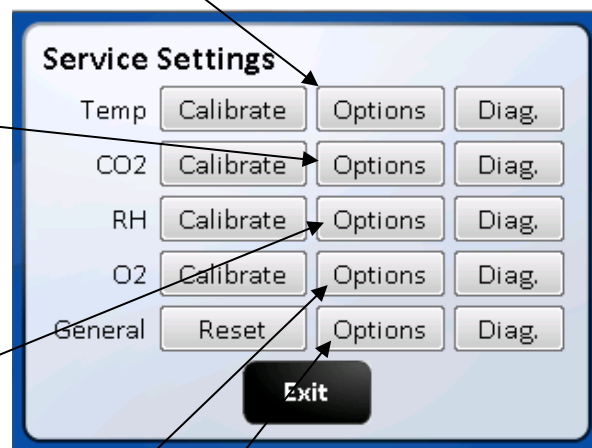 Service Settings
Temp Calibrate Options Diag.
CO2 Calibrate Options Diag.
RH Calibrate Options Diag.
O2 Calibrate Options Diag.
General Reset Options Diag.
Exit